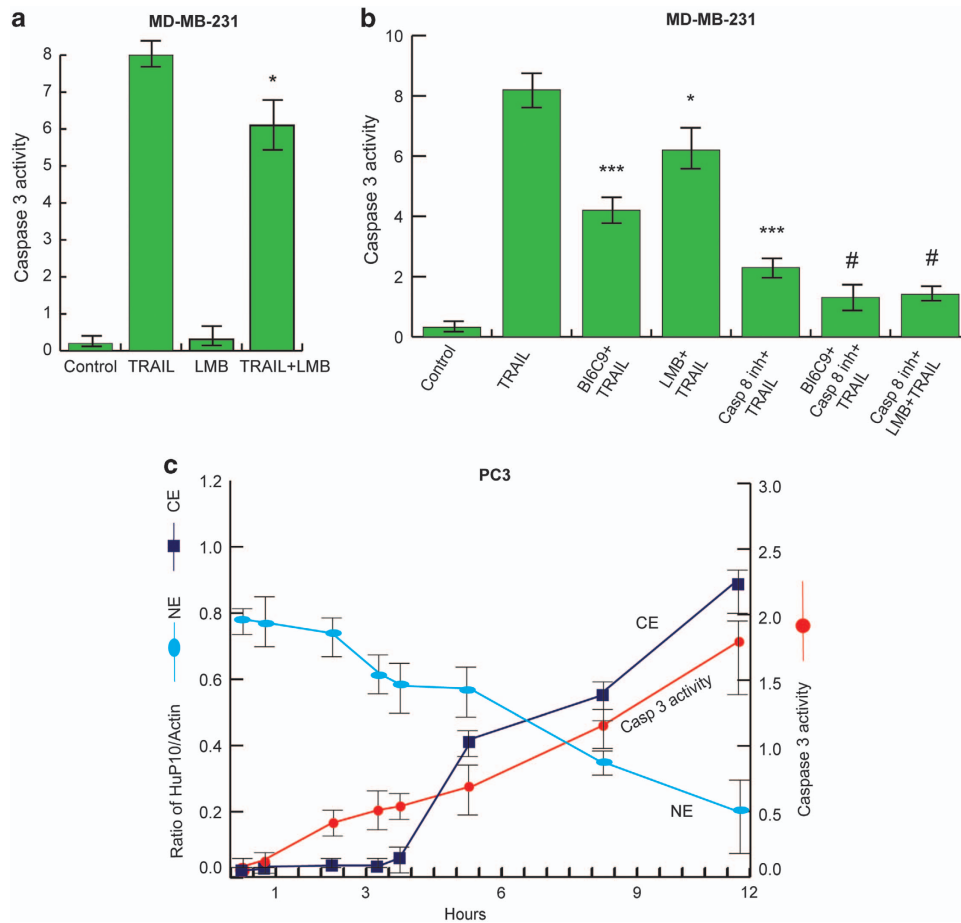 a
MD-MB-231
Caspase 3 activity
8
7
6
5
4
3
2
1
0
*
Control TRAIL LMB TRAIL+LMB
b
MD-MB-231
Caspase 3 activity
10
8
6
4
2
0
***
*
***
#
#
Control
TRAIL
BI6C9+
TRAIL
LMB+
TRAIL
Casp 8 inh+
TRAIL
BI6C9+
Casp 8 inh+
TRAIL
Casp 8 inh+
LMB+TRAIL
c
PC3
Ratio of HuP10/Actin
NE
CE
1.2
1.0
0.8
0.6
0.4
0.2
0.0
CE
Casp 3 activity
NE
3.0
2.5
2.0
1.5
1.0
0.5
0.0
Caspase 3 activity
1 3 6 9 12
Hours